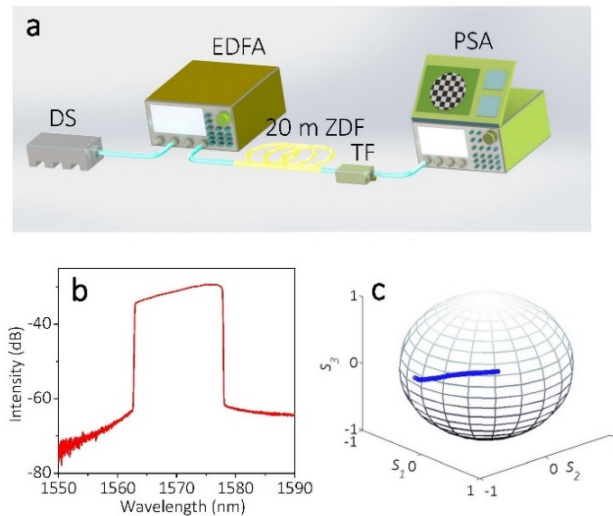 a
EDFA
PSA
DS
20 m ZDF
TF
b
Intensity (dB)
-40
-60
-80
1550 1560 1570 1580 1590
Wavelength (nm)
c
S3
1
0
-1
-1
S1
0
1
-1
0
S2